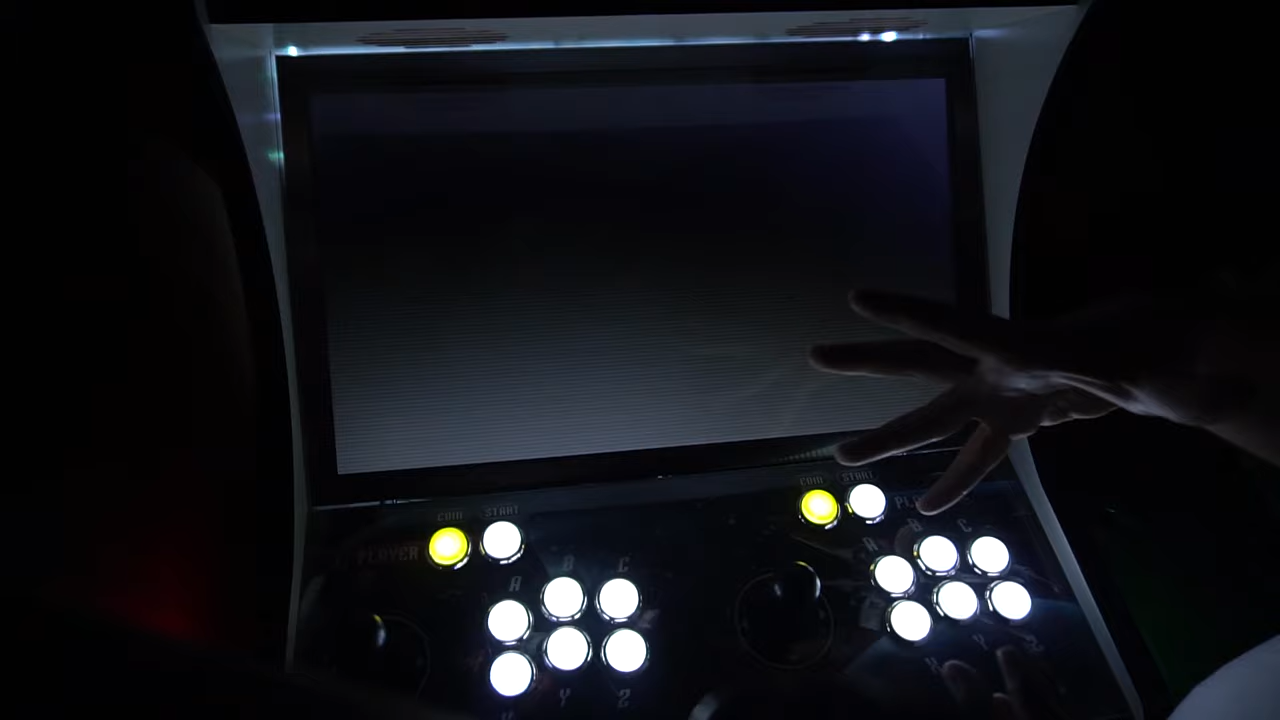 COIN START
PLAYER
A B C
Y Z
COIN START
A B C
X Y Z